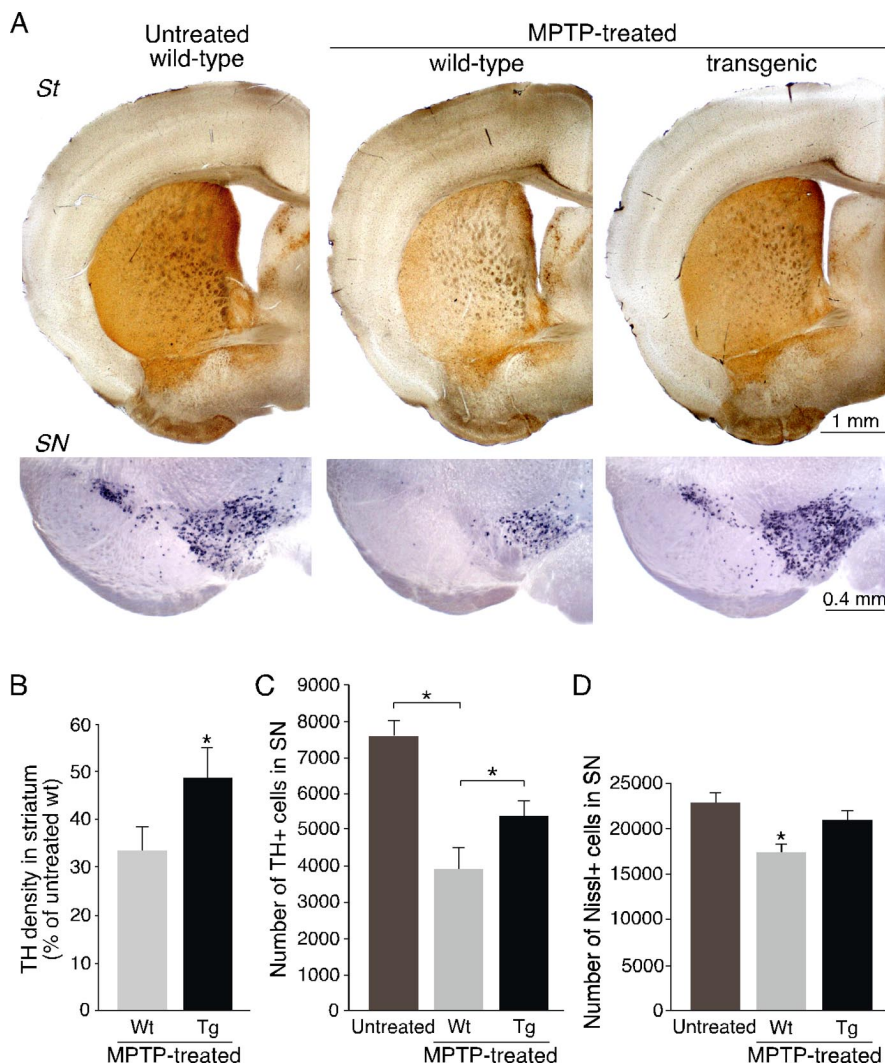 A
Untreated
wild-type
MPTP-treated
wild-type
transgenic
St
1 mm
SN
0.4 mm
B
TH density in striatum
(% of untreated wt)
60
50
40
30
20
10
0
*
Wt
Tg
MPTP-treated
C
Number of TH+ cells in SN
9000
8000
7000
6000
5000
4000
3000
2000
1000
0
*
*
Untreated
Wt
Tg
MPTP-treated
D
Number of Nissl+ cells in SN
25000
20000
15000
10000
5000
0
*
Untreated
Wt
Tg
MPTP-treated